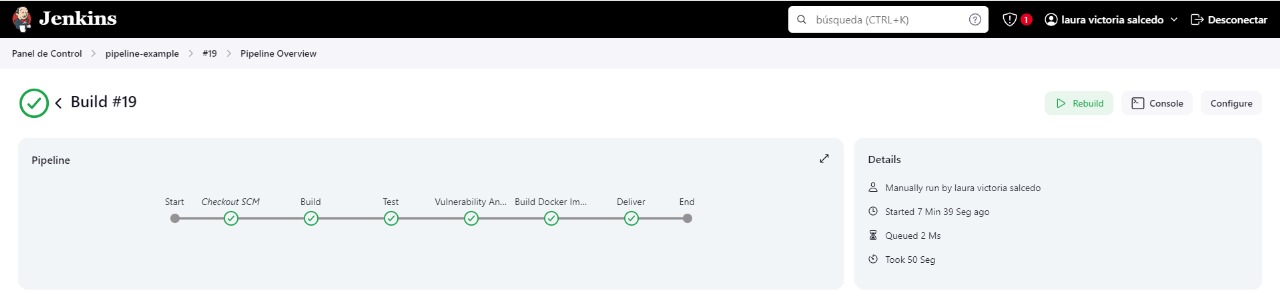 Jenkins
búsqueda (CTRL+K)
1
laura victoria salcedo
Desconectar
Panel de Control
pipeline-example
#19
Pipeline Overview
Build #19
Rebuild
Console
Configure
Pipeline
Start
Checkout SCM
Build
Test
Vulnerability An...
Build Docker Im...
Deliver
End
Details
Manually run by laura victoria salcedo
Started 7 Min 39 Seg ago
Queued 2 Ms
Took 50 Seg